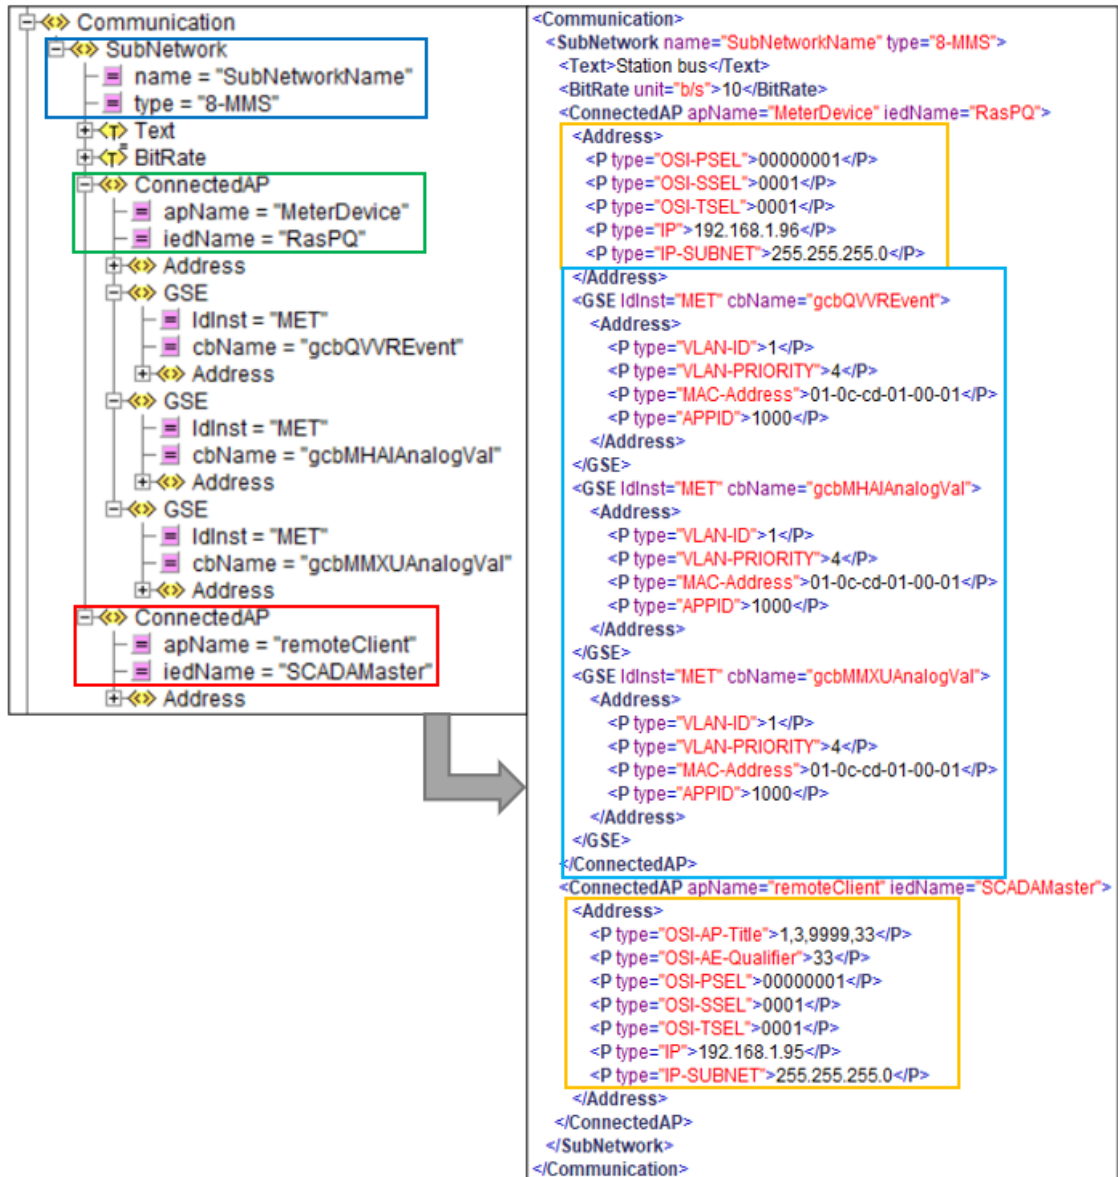 Communication
SubNetwork
name = "SubNetworkName"
type = "8-MMS"
Text
BitRate
ConnectedAP
apName = "MeterDevice"
iedName = "RasPQ"
Address
GSE
ldInst = "MET"
cbName = "gcbQVVREvent"
Address
GSE
ldInst = "MET"
cbName = "gcbMHAIAnalogVal"
Address
GSE
ldInst = "MET"
cbName = "gcbMMXUAnalogVal"
Address
ConnectedAP
apName = "remoteClient"
iedName = "SCADAMaster"
Address
<Communication>
<SubNetwork name="SubNetworkName" type="8-MMS">
<Text>Station bus</Text>
<BitRate unit="b/s">10</BitRate>
<ConnectedAP apName="MeterDevice" iedName="RasPQ">
<Address>
<P type="OSI-PSEL">00000001</P>
<P type="OSI-SSEL">0001</P>
<P type="OSI-TSEL">0001</P>
<P type="IP">192.168.1.96</P>
<P type="IP-SUBNET">255.255.255.0</P>
</Address>
<GSE ldInst="MET" cbName="gcbQVVREvent">
<Address>
<P type="VLAN-ID">1</P>
<P type="VLAN-PRIORITY">4</P>
<P type="MAC-Address">01-0c-cd-01-00-01</P>
<P type="APPID">1000</P>
</Address>
</GSE>
<GSE ldInst="MET" cbName="gcbMHAIAnalogVal">
<Address>
<P type="VLAN-ID">1</P>
<P type="VLAN-PRIORITY">4</P>
<P type="MAC-Address">01-0c-cd-01-00-01</P>
<P type="APPID">1000</P>
</Address>
</GSE>
<GSE ldInst="MET" cbName="gcbMMXUAnalogVal">
<Address>
<P type="VLAN-ID">1</P>
<P type="VLAN-PRIORITY">4</P>
<P type="MAC-Address">01-0c-cd-01-00-01</P>
<P type="APPID">1000</P>
</Address>
</GSE>
</ConnectedAP>
<ConnectedAP apName="remoteClient" iedName="SCADAMaster">
<Address>
<P type="OSI-AP-Title">1,3,9999,33</P>
<P type="OSI-AE-Qualifier">33</P>
<P type="OSI-PSEL">00000001</P>
<P type="OSI-SSEL">0001</P>
<P type="OSI-TSEL">0001</P>
<P type="IP">192.168.1.95</P>
<P type="IP-SUBNET">255.255.255.0</P>
</Address>
</ConnectedAP>
</SubNetwork>
</Communication>